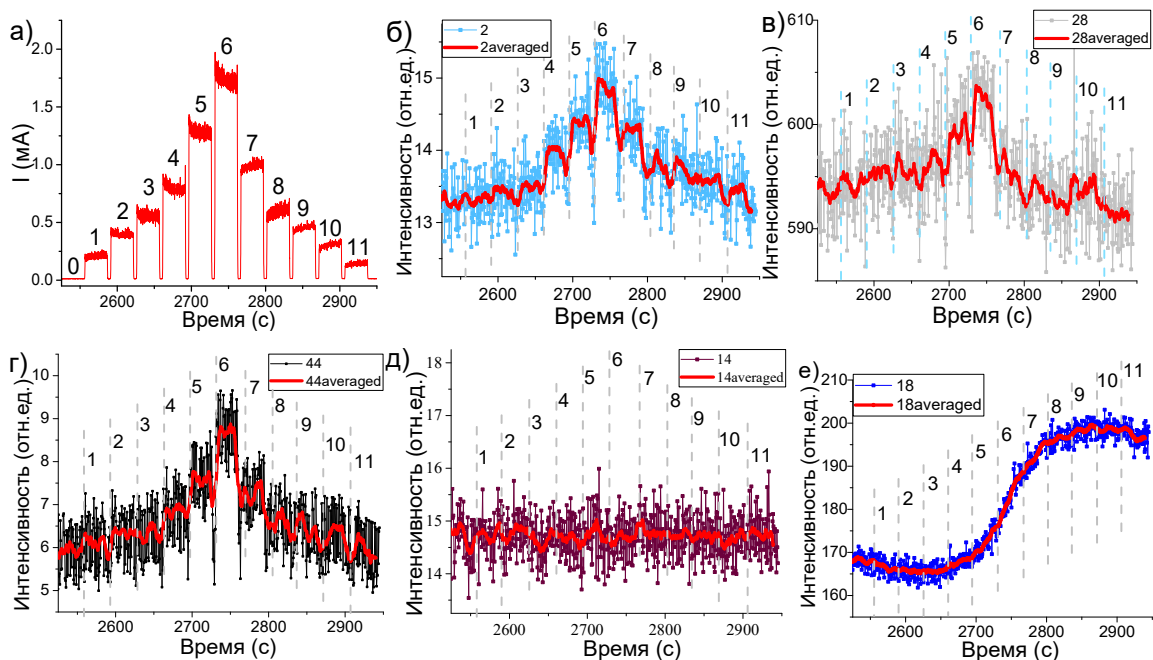 а)
I (мА)
2.0
1.5
1.0
0.5
0.0
0 1 2 3 4 5 6 7 8 9 10 11
2600 2700 2800 2900
Время (с)
б)
2
2averaged
Интенсивность (отн.ед.)
15
14
13
1 2 3 4 5 6 7 8 9 10 11
2600 2700 2800 2900
Время (с)
в)
28
28averaged
Интенсивность (отн.ед.)
610
600
590
1 2 3 4 5 6 7 8 9 10 11
2600 2700 2800 2900
Время (с)
г)
44
44averaged
Интенсивность (отн.ед.)
10
9
8
7
6
5
1 2 3 4 5 6 7 8 9 10 11
2600 2700 2800 2900
Время (с)
д)
14
14averaged
Интенсивность (отн.ед.)
18
17
16
15
14
1 2 3 4 5 6 7 8 9 10 11
2600 2700 2800 2900
Время (с)
е)
18
18averaged
Интенсивность (отн.ед.)
210
200
190
180
170
160
1 2 3 4 5 6 7 8 9 10 11
2600 2700 2800 2900
Время (с)